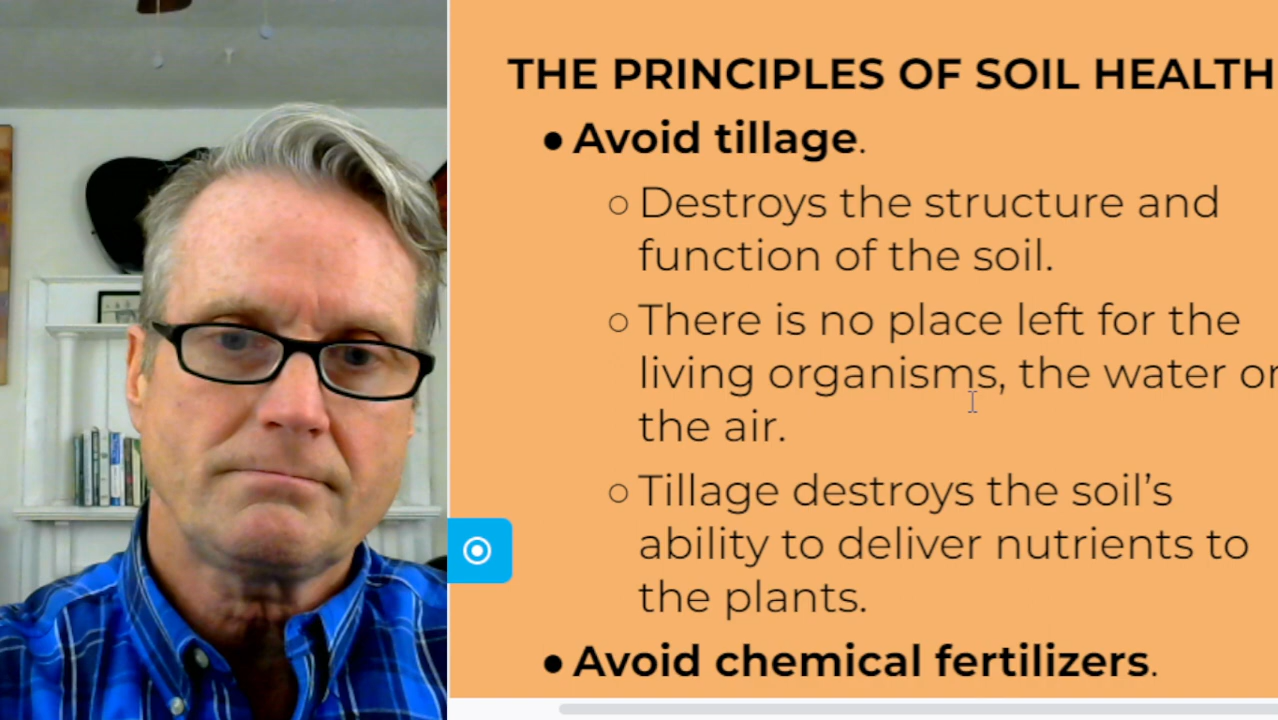 THE PRINCIPLES OF SOIL HEALTH
● Avoid tillage.
○ Destroys the structure and
function of the soil.
○ There is no place left for the
living organisms, the water or
the air.
○ Tillage destroys the soil’s
ability to deliver nutrients to
the plants.
● Avoid chemical fertilizers.